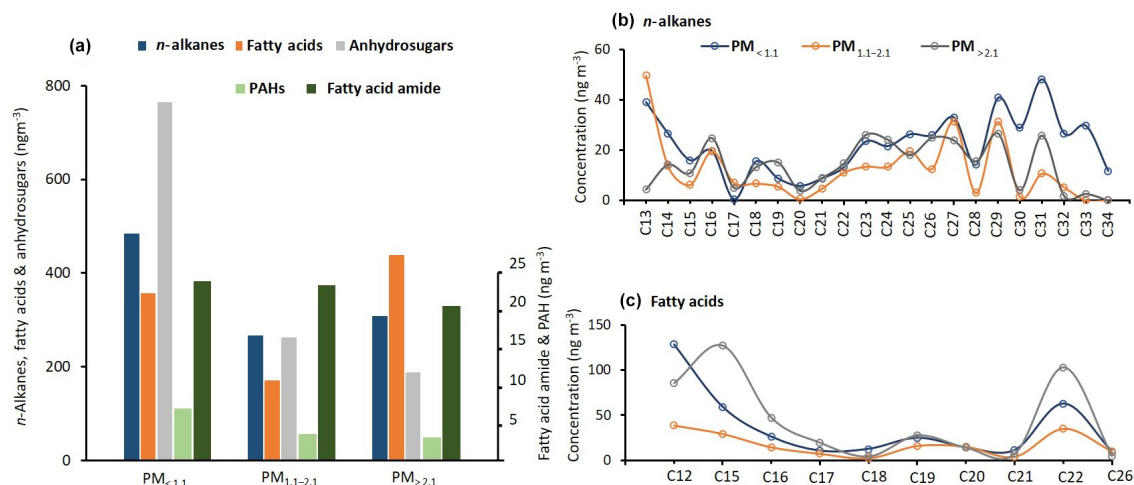 (a)
n-alkanes Fatty acids Anhydrosugars
PAHs Fatty acid amide
n-Alkanes, fatty acids & anhydrosugars (ngm-3)
800
600
400
200
0
25
20
15
10
5
Fatty acid amide & PAH (ng m-3)
PM< 1.1 PM1.1–2.1 PM> 2.1
(b) n-alkanes
PM < 1.1 PM 1.1–2.1 PM > 2.1
Concentration (ng m-3)
60
40
20
0
C13 C14 C15 C16 C17 C18 C19 C20 C21 C22 C23 C24 C25 C26 C27 C28 C29 C30 C31 C32 C33 C34
(c) Fatty acids
Concentration (ng m-3)
150
100
50
0
C12 C15 C16 C17 C18 C19 C20 C21 C22 C26